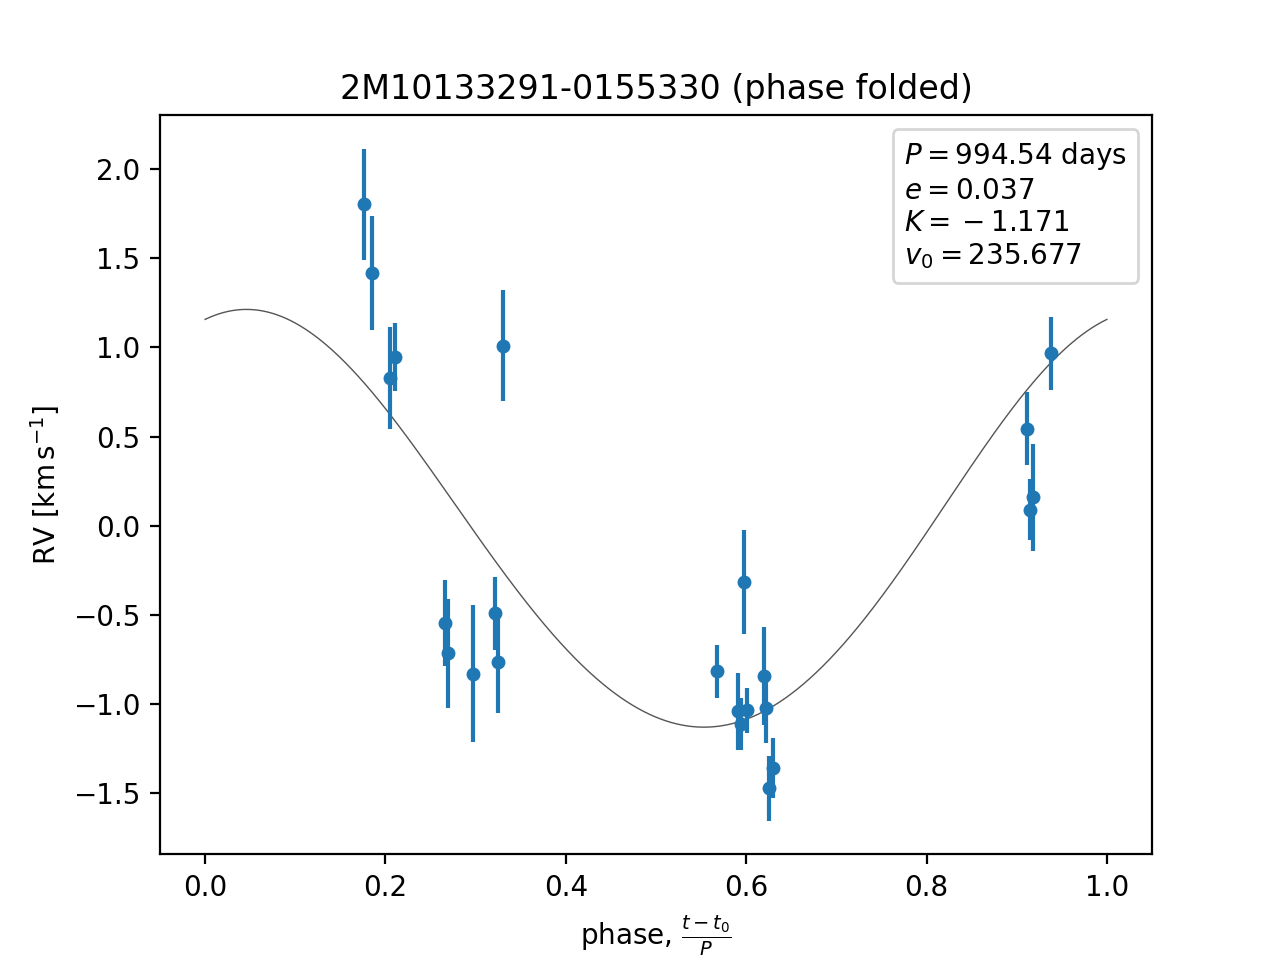 2M10133291-0155330 (phase folded)
P = 994.54 days
e = 0.037
K = −1.171
v₀ = 235.677
RV [km s⁻¹]
2.0
1.5
1.0
0.5
0.0
−0.5
−1.0
−1.5
0.0 0.2 0.4 0.6 0.8 1.0
phase, (t − t₀)/P